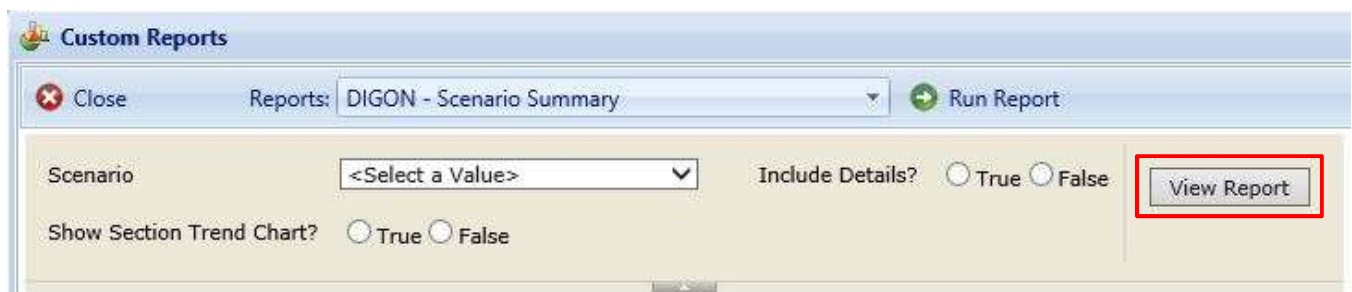 Custom Reports
Close Reports: DIGON - Scenario Summary Run Report
Scenario <Select a Value> Include Details? True False View Report
Show Section Trend Chart? True False